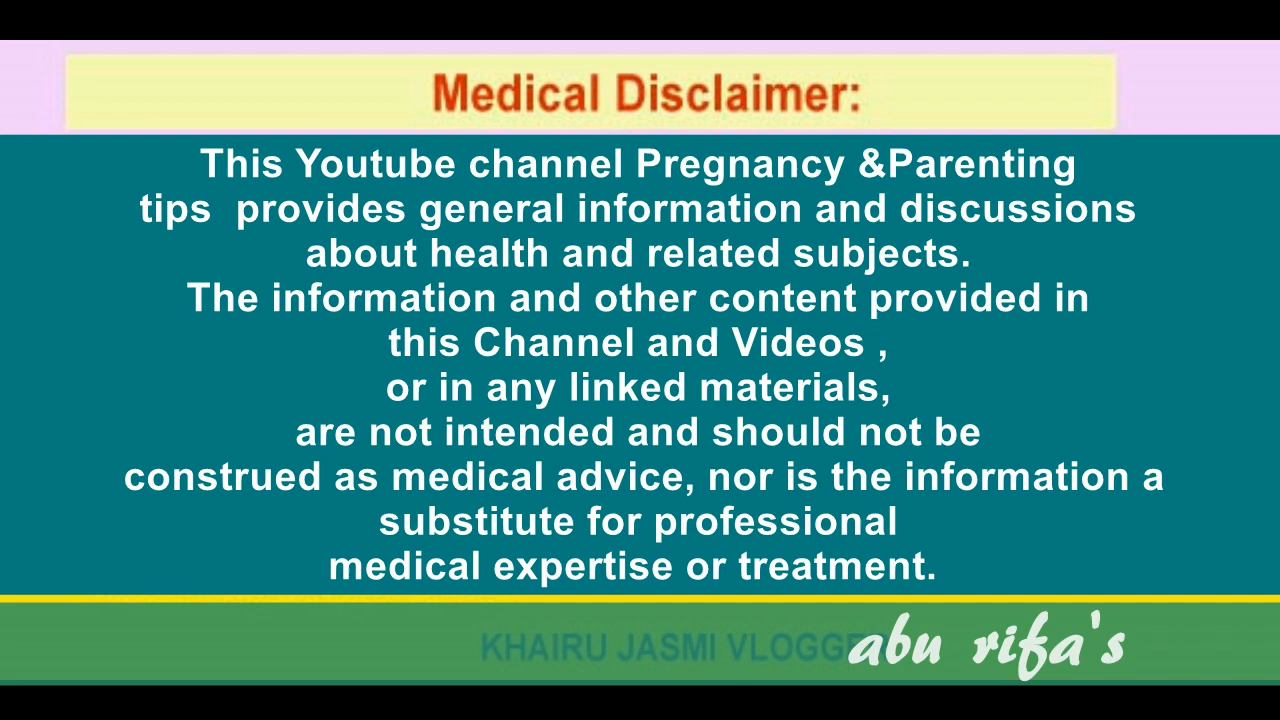 Medical Disclaimer:
This Youtube channel Pregnancy &Parenting
tips  provides general information and discussions
about health and related subjects.
The information and other content provided in
this Channel and Videos ,
or in any linked materials,
are not intended and should not be
construed as medical advice, nor is the information a
substitute for professional
medical expertise or treatment.
KHAIRU JASMI
abu rifa's